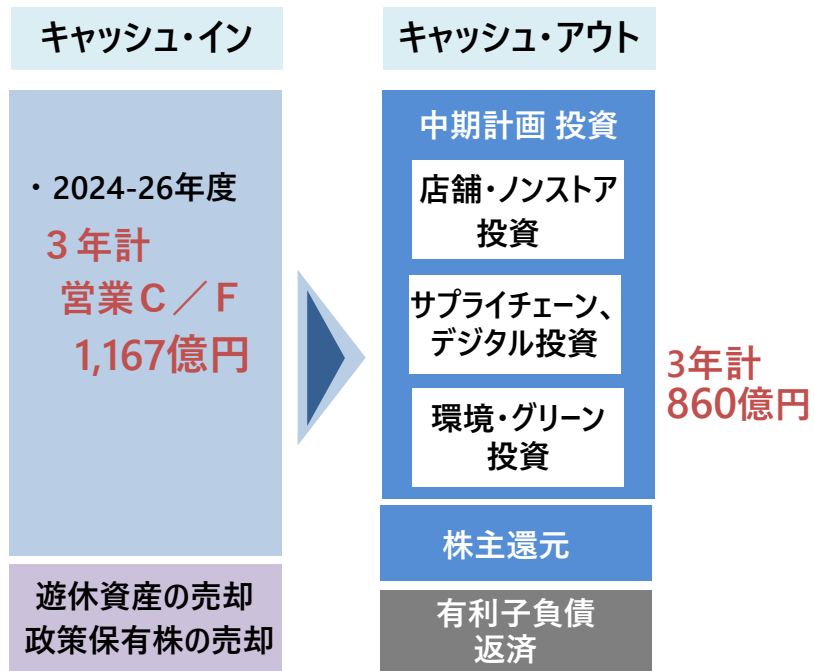 キャッシュ・イン
・2024-26年度
3年計
営業C/F
1,167億円
遊休資産の売却
政策保有株の売却
キャッシュ・アウト
中期計画 投資
店舗・ノンストア
投資
サプライチェーン、
デジタル投資
環境・グリーン
投資
株主還元
有利子負債
返済
3年計
860億円